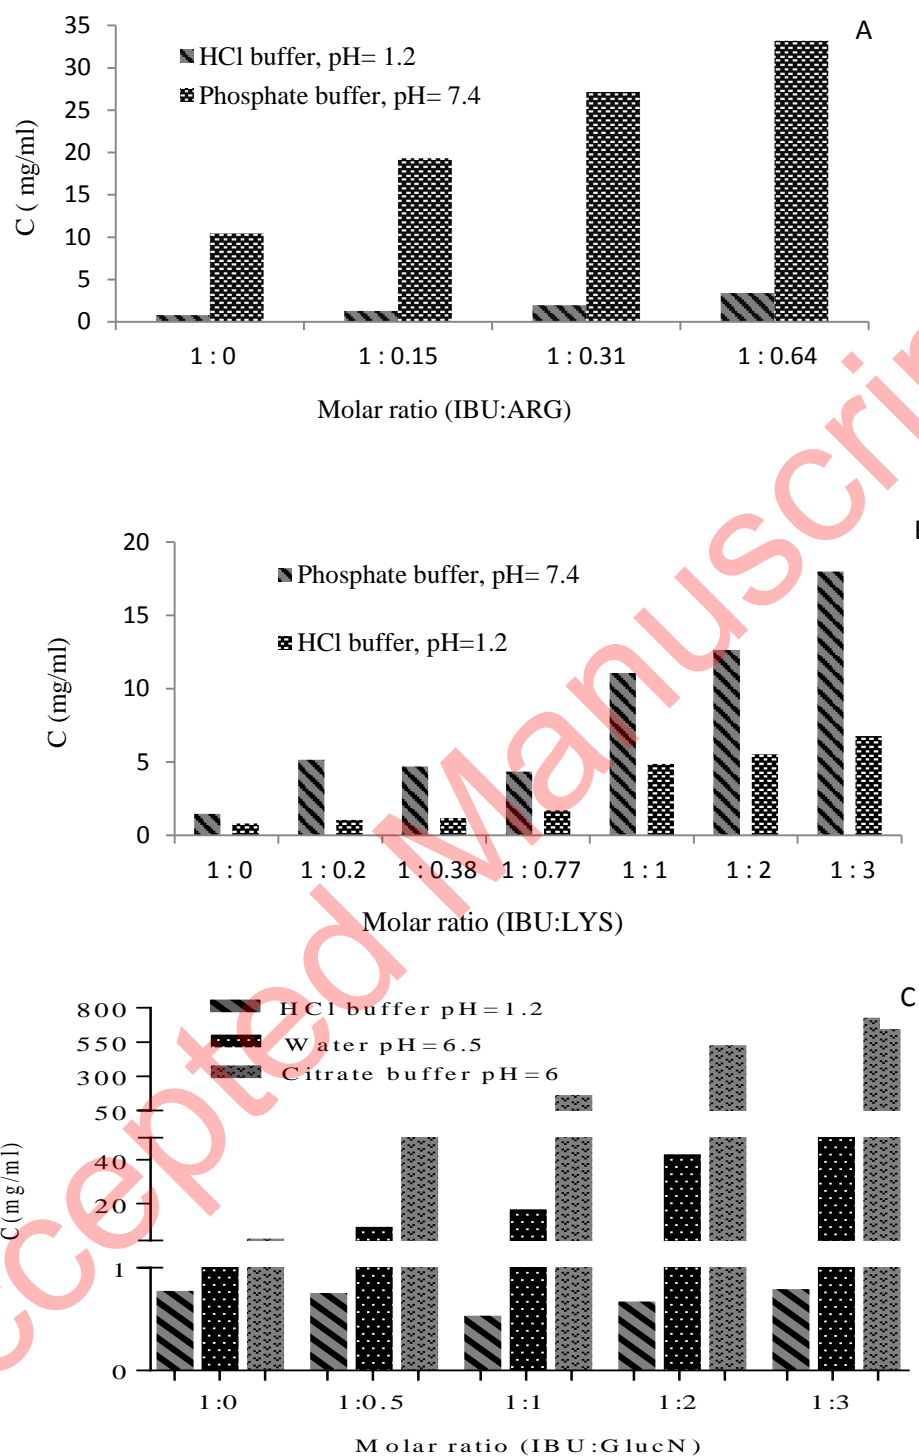 A
35
30
25
20
15
10
5
0
C ( mg/ml)
HCl buffer, pH= 1.2
Phosphate buffer, pH= 7.4
1 : 0 1 : 0.15 1 : 0.31 1 : 0.64
Molar ratio (IBU:ARG)
20
15
10
5
0
C (mg/ml)
Phosphate buffer, pH= 7.4
HCl buffer, pH=1.2
1 : 0 1 : 0.2 1 : 0.38 1 : 0.77 1 : 1 1 : 2 1 : 3
Molar ratio (IBU:LYS)
C
800
550
300
50
40
20
1
0
C(mg/ml)
HCl buffer pH=1.2
Water pH=6.5
Citrate buffer pH=6
1:0 1:0.5 1:1 1:2 1:3
Molar ratio (IBU:GlucN)
ccepted Manuscri